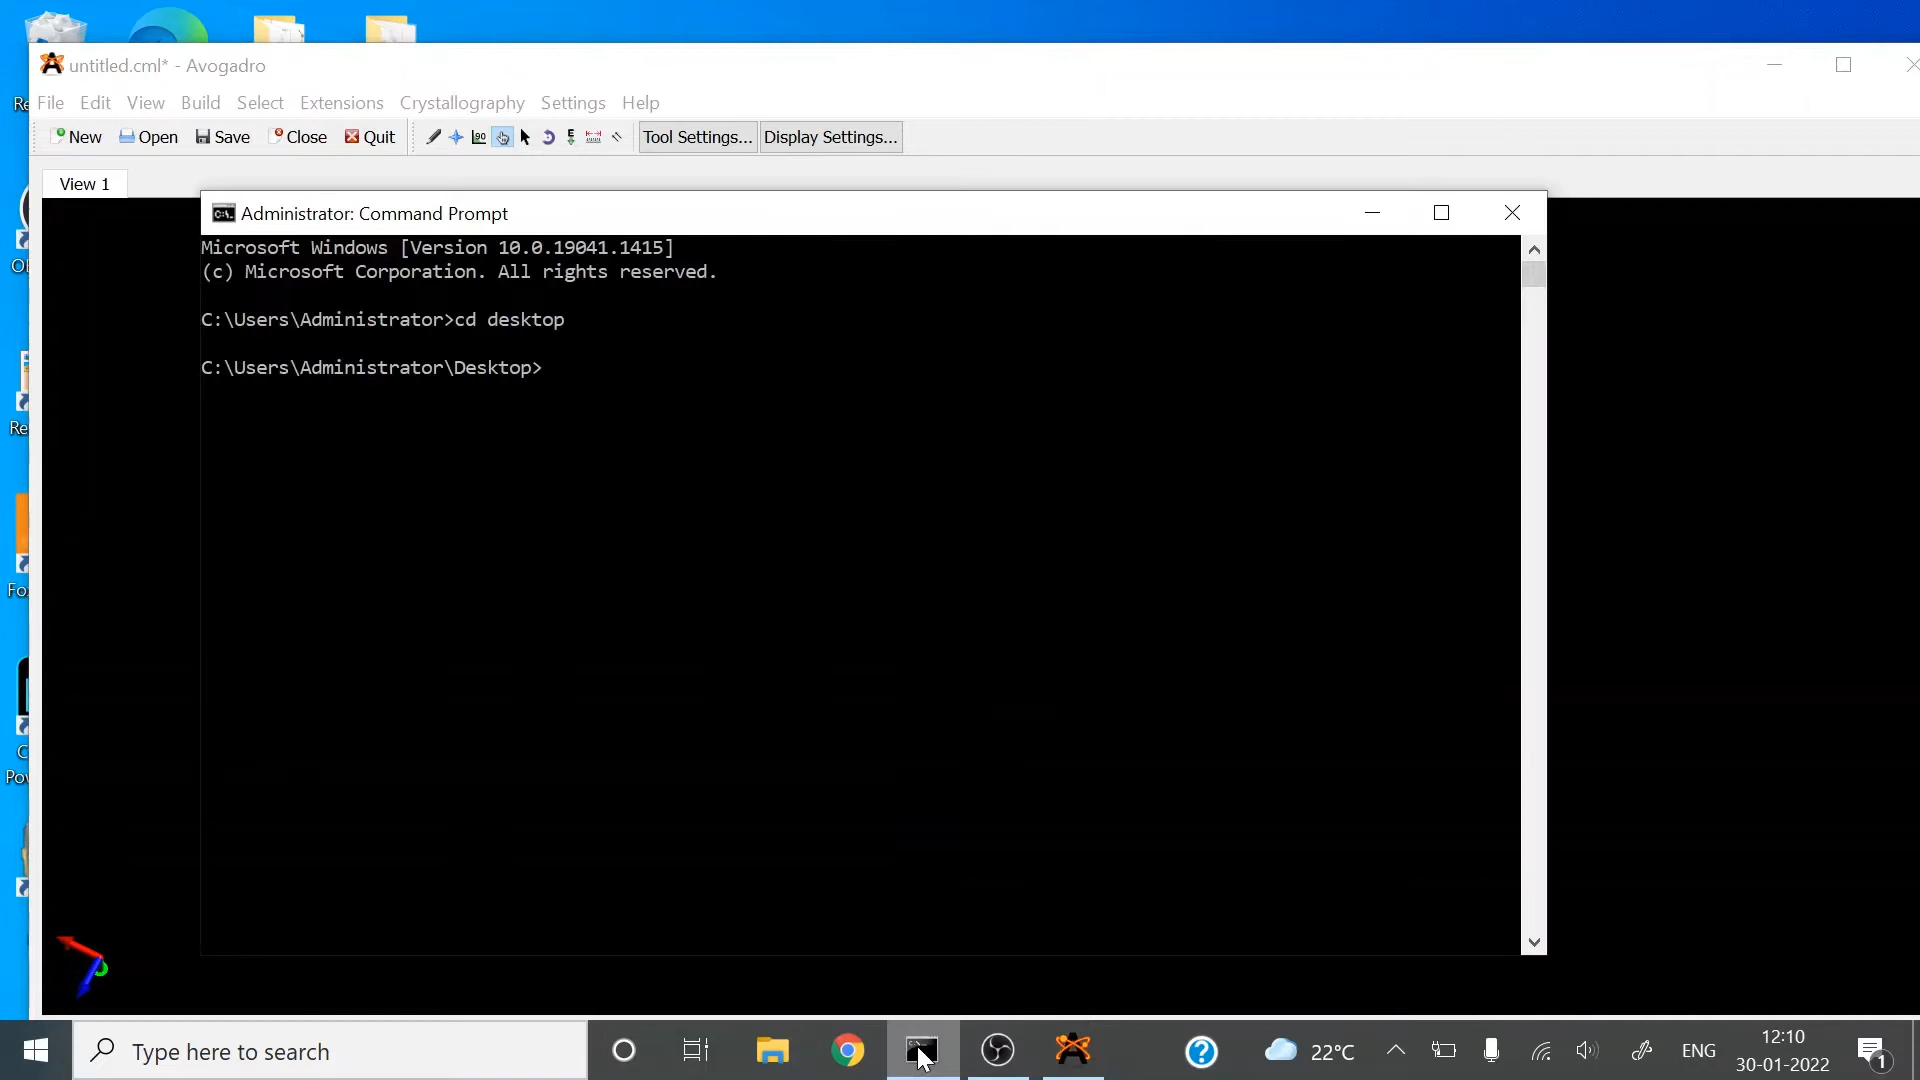 untitled.cml* - Avogadro
File Edit View Build Select Extensions Crystallography Settings Help
New Open Save Close Quit Tool Settings... Display Settings...
View 1
Administrator: Command Prompt
Microsoft Windows [Version 10.0.19041.1415]
(c) Microsoft Corporation. All rights reserved.
C:\Users\Administrator>cd desktop
C:\Users\Administrator\Desktop>
Type here to search
22°C
ENG
12:10
30-01-2022
1